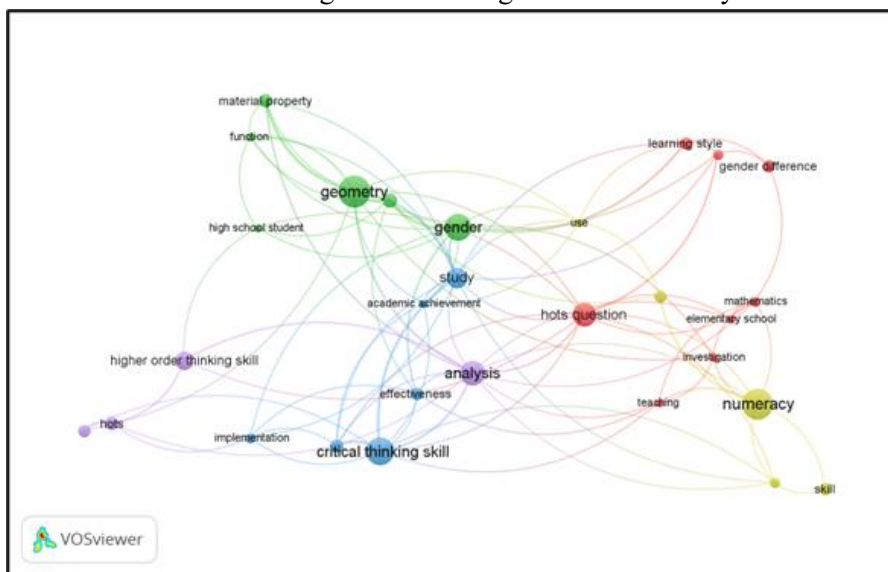 material property
function
learning style
gender difference
geometry
gender
high school student
use
study
academic achievement
mathematics
hots question
elementary school
higher order thinking skill
investigation
analysis
effectiveness
teaching
numeracy
hots
implementation
critical thinking skill
skill
VOSviewer